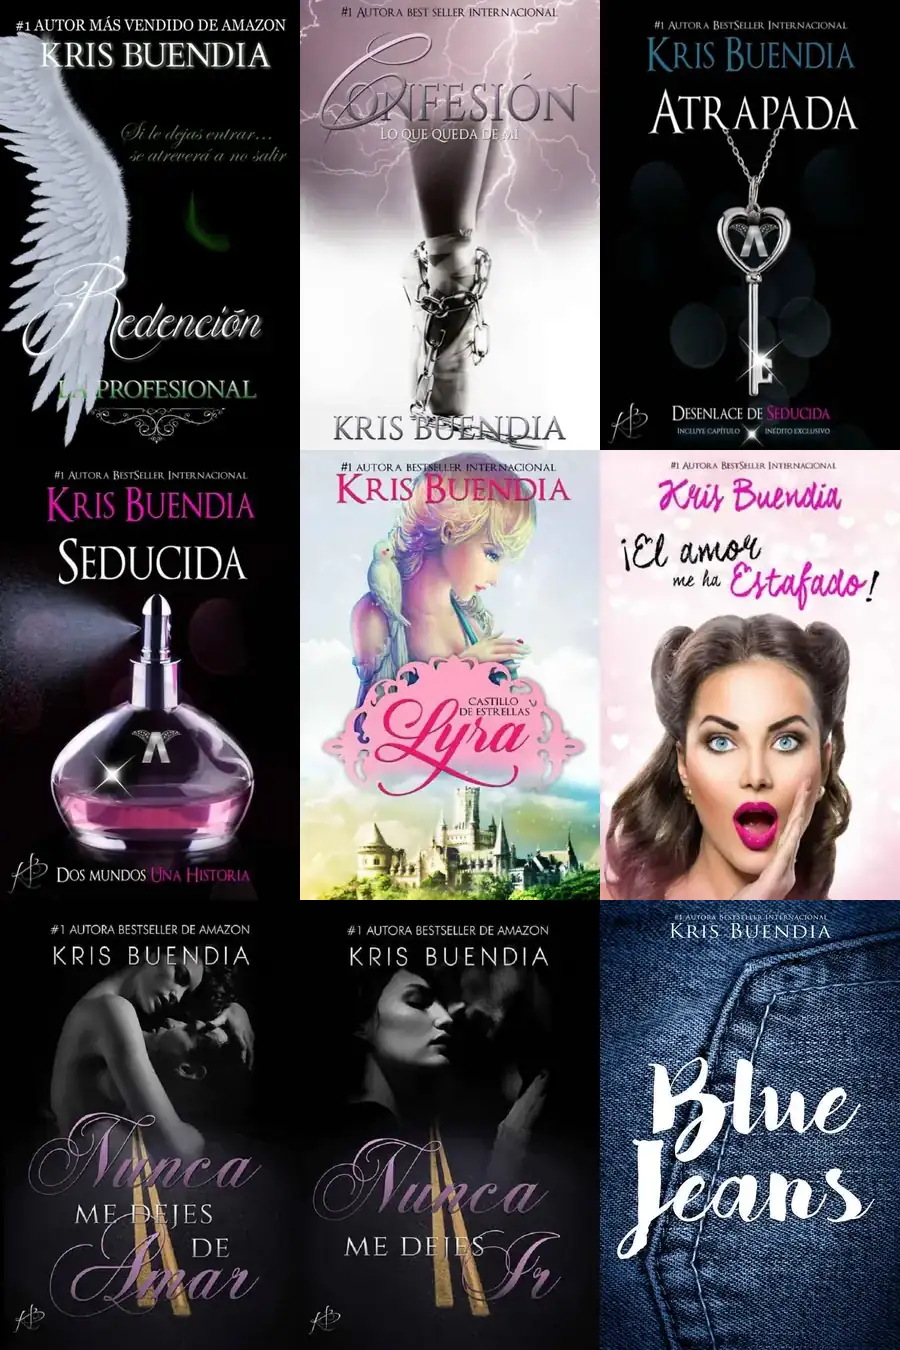 #1 AUTOR MÁS VENDIDO DE AMAZON
KRIS BUENDIA
Si le dejas entrar...
se atreverá a no salir
Redención
LA PROFESIONAL
#1 AUTORA BEST SELLER INTERNACIONAL
CONFESIÓN
LO QUE QUEDA DE MÍ
KRIS BUENDIA
#1 AUTORA BESTSELLER INTERNACIONAL
KRIS BUENDIA
ATRAPADA
DESENLACE DE SEDUCIDA
INCLUYE CAPÍTULO INÉDITO EXCLUSIVO
KB
#1 AUTORA BESTSELLER INTERNACIONAL
KRIS BUENDIA
SEDUCIDA
KB
DOS MUNDOS UNA HISTORIA
#1 AUTORA BESTSELLER INTERNACIONAL
KRIS BUENDIA
CASTILLO
DE ESTRELLAS
Lyra
#1 AUTORA BESTSELLER INTERNACIONAL
Kris Buendia
¡El amor
me ha Estafado!
#1 AUTORA BESTSELLER DE AMAZON
KRIS BUENDIA
Nunca
ME DEJES
DE
Amar
KB
#1 AUTORA BESTSELLER DE AMAZON
KRIS BUENDIA
Nunca
ME DEJES
Ir
KB
#1 AUTORA BESTSELLER INTERNACIONAL
KRIS BUENDIA
Blue
Jeans